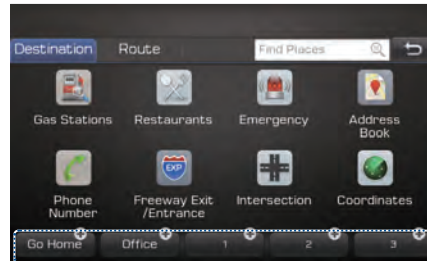 Destination
Route
Find Places
Gas Stations
Restaurants
Emergency
Address
Book
EXP
Phone
Number
Freeway Exit
/Entrance
Intersection
Coordinates
Go Home
Office
1
2
3